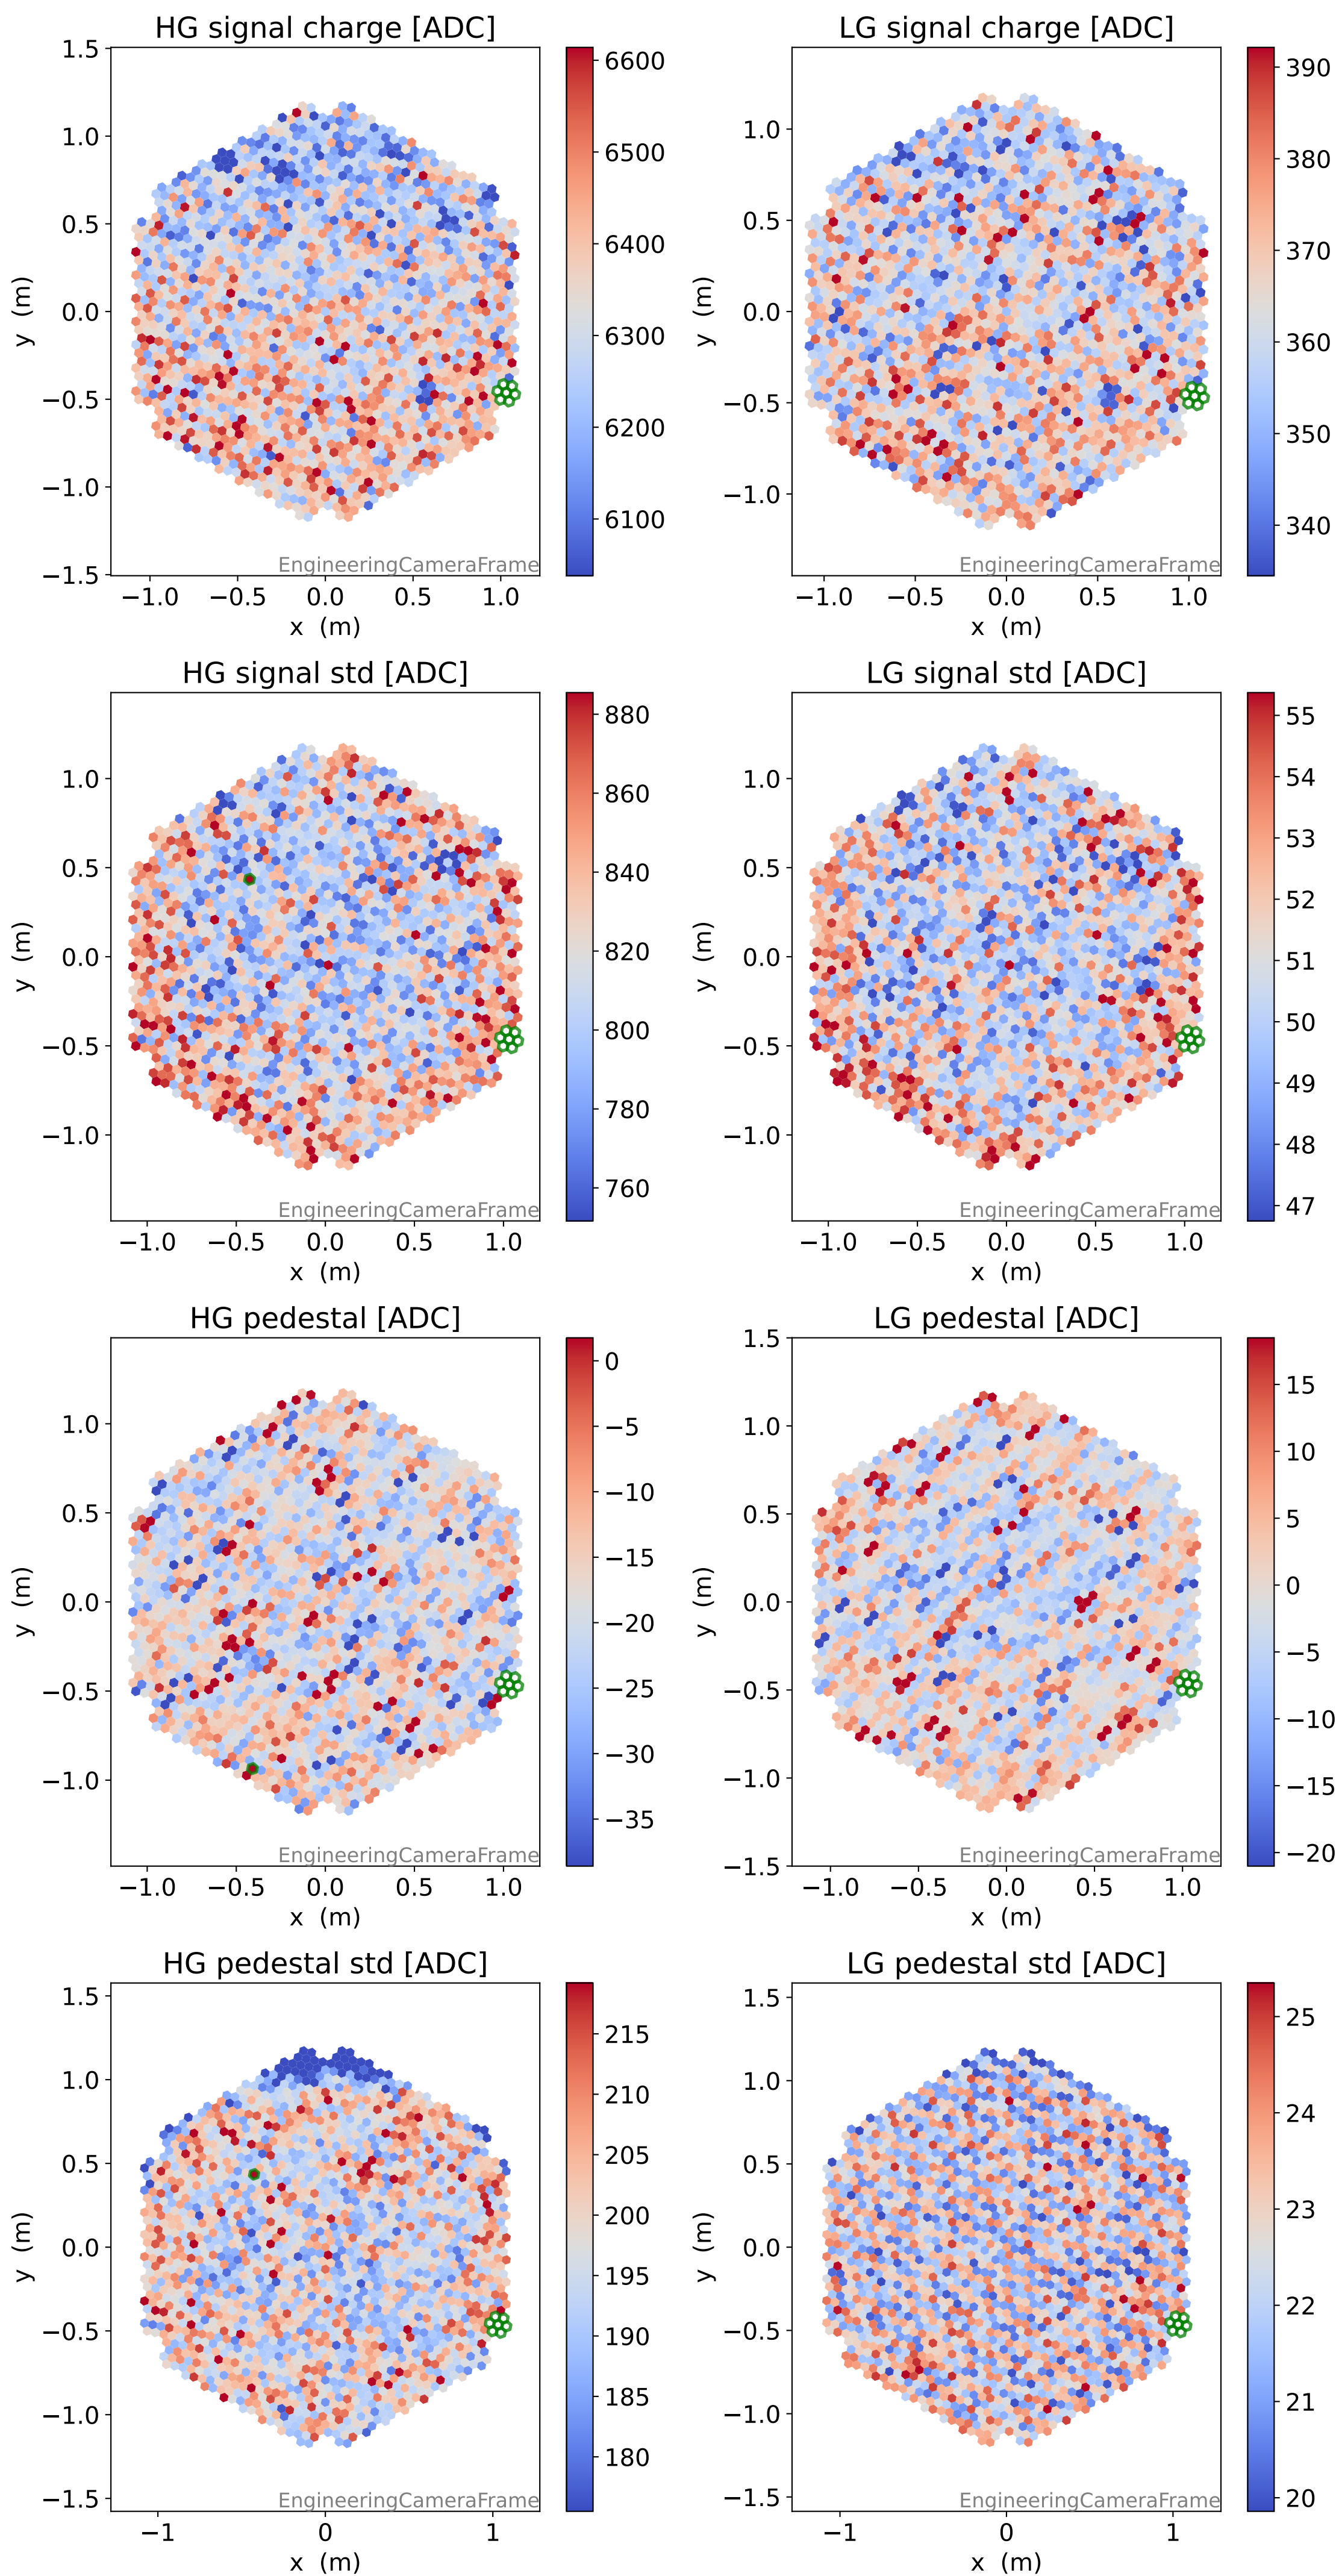 HG signal charge [ADC]
1.5
1.0
0.5
0.0
−0.5
−1.0
−1.5
y (m)
−1.0 −0.5 0.0 0.5 1.0
x (m)
EngineeringCameraFrame
6600
6500
6400
6300
6200
6100
LG signal charge [ADC]
1.0
0.5
0.0
−0.5
−1.0
y (m)
−1.0 −0.5 0.0 0.5 1.0
x (m)
EngineeringCameraFrame
390
380
370
360
350
340
HG signal std [ADC]
1.0
0.5
0.0
−0.5
−1.0
y (m)
−1.0 −0.5 0.0 0.5 1.0
x (m)
EngineeringCameraFrame
880
860
840
820
800
780
760
LG signal std [ADC]
1.0
0.5
0.0
−0.5
−1.0
y (m)
−1.0 −0.5 0.0 0.5 1.0
x (m)
EngineeringCameraFrame
55
54
53
52
51
50
49
48
47
HG pedestal [ADC]
1.0
0.5
0.0
−0.5
−1.0
y (m)
−1.0 −0.5 0.0 0.5 1.0
x (m)
EngineeringCameraFrame
0
−5
−10
−15
−20
−25
−30
−35
LG pedestal [ADC]
1.5
1.0
0.5
0.0
−0.5
−1.0
−1.5
y (m)
−1.0 −0.5 0.0 0.5 1.0
x (m)
EngineeringCameraFrame
15
10
5
0
−5
−10
−15
−20
HG pedestal std [ADC]
1.5
1.0
0.5
0.0
−0.5
−1.0
−1.5
y (m)
−1 0 1
x (m)
EngineeringCameraFrame
215
210
205
200
195
190
185
180
LG pedestal std [ADC]
1.5
1.0
0.5
0.0
−0.5
−1.0
−1.5
y (m)
−1 0 1
x (m)
EngineeringCameraFrame
25
24
23
22
21
20